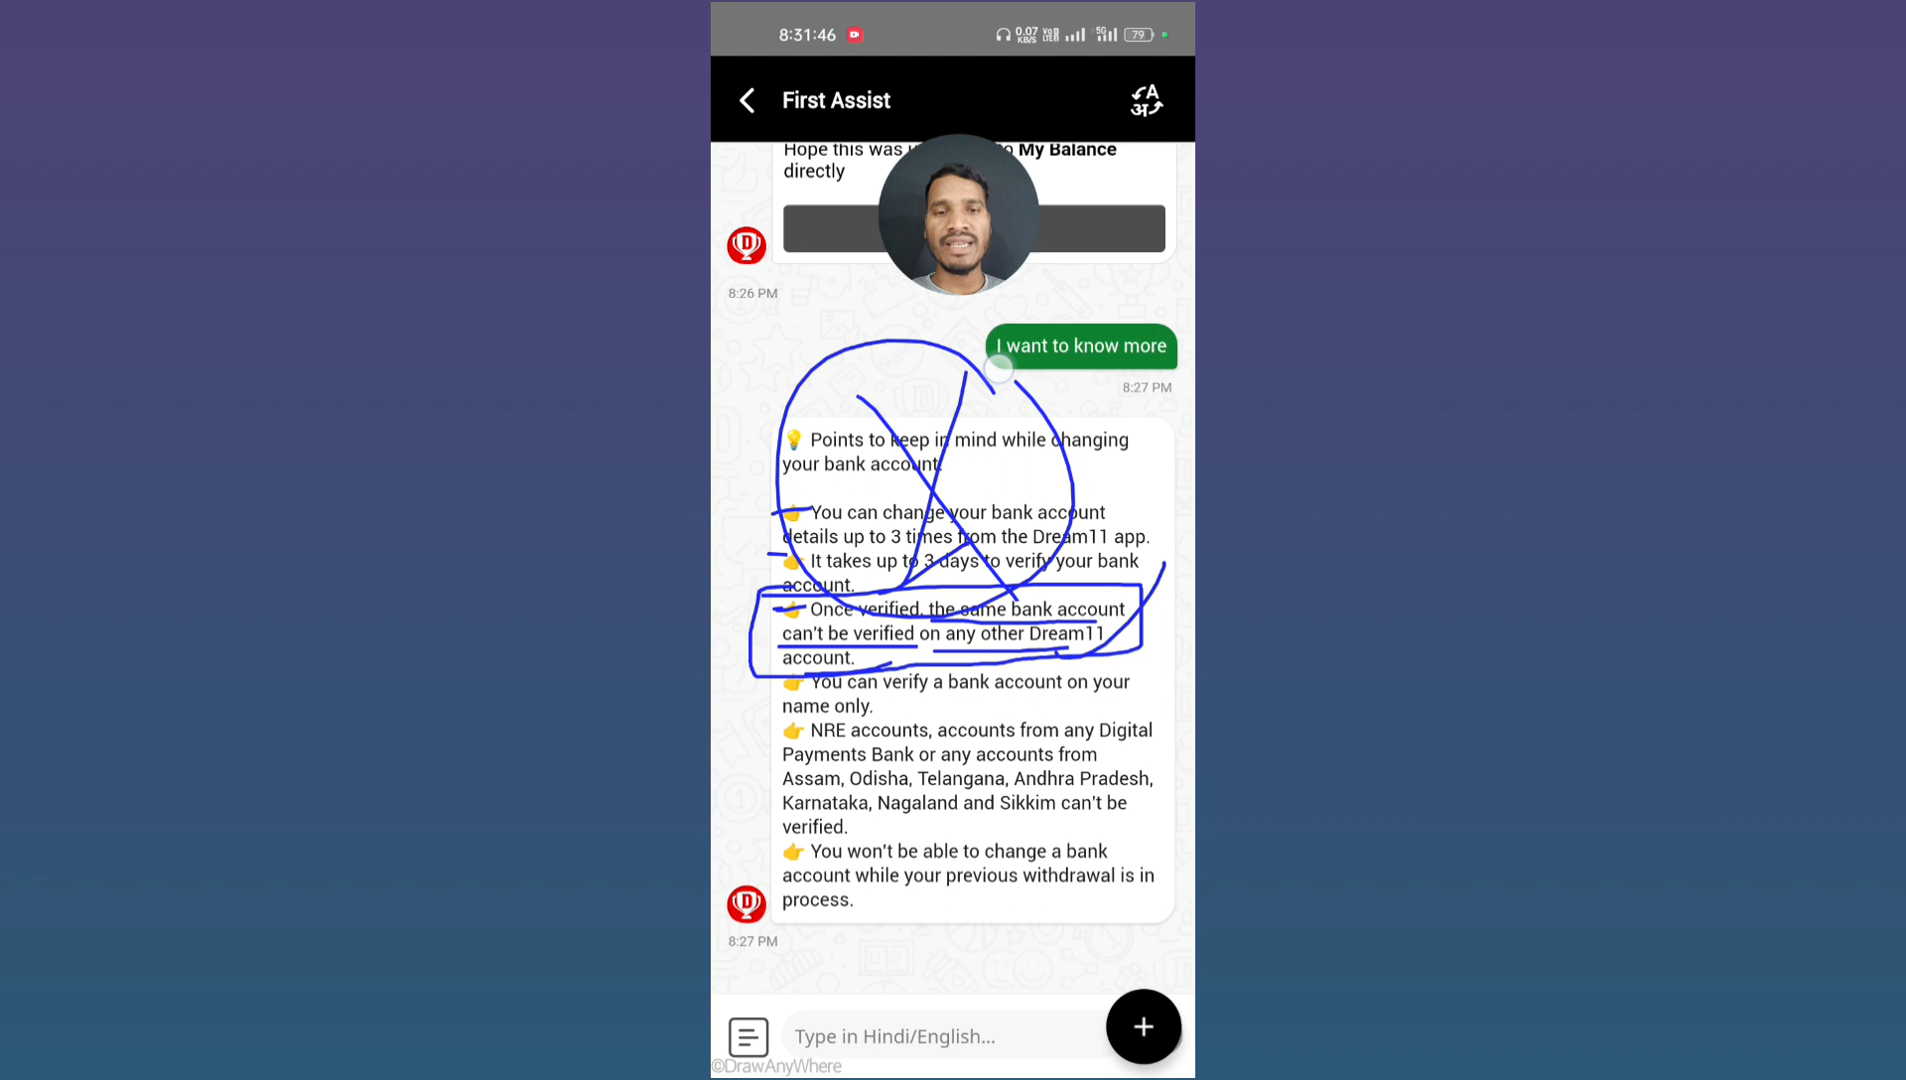 8:31:46
0.07 KB/S
5G
79
First Assist
A
अ
Hope this was
My Balance
directly
8:26 PM
I want to know more
8:27 PM
Points to keep in mind while changing
your bank account.
You can change your bank account
details up to 3 times from the Dream11 app.
It takes up to 3 days to verify your bank
account.
Once verified, the same bank account
can't be verified on any other Dream11
account.
You can verify a bank account on your
name only.
NRE accounts, accounts from any Digital
Payments Bank or any accounts from
Assam, Odisha, Telangana, Andhra Pradesh,
Karnataka, Nagaland and Sikkim can't be
verified.
You won't be able to change a bank
account while your previous withdrawal is in
process.
D
D
8:27 PM
Type in Hindi/English...
©DrawAnyWhere